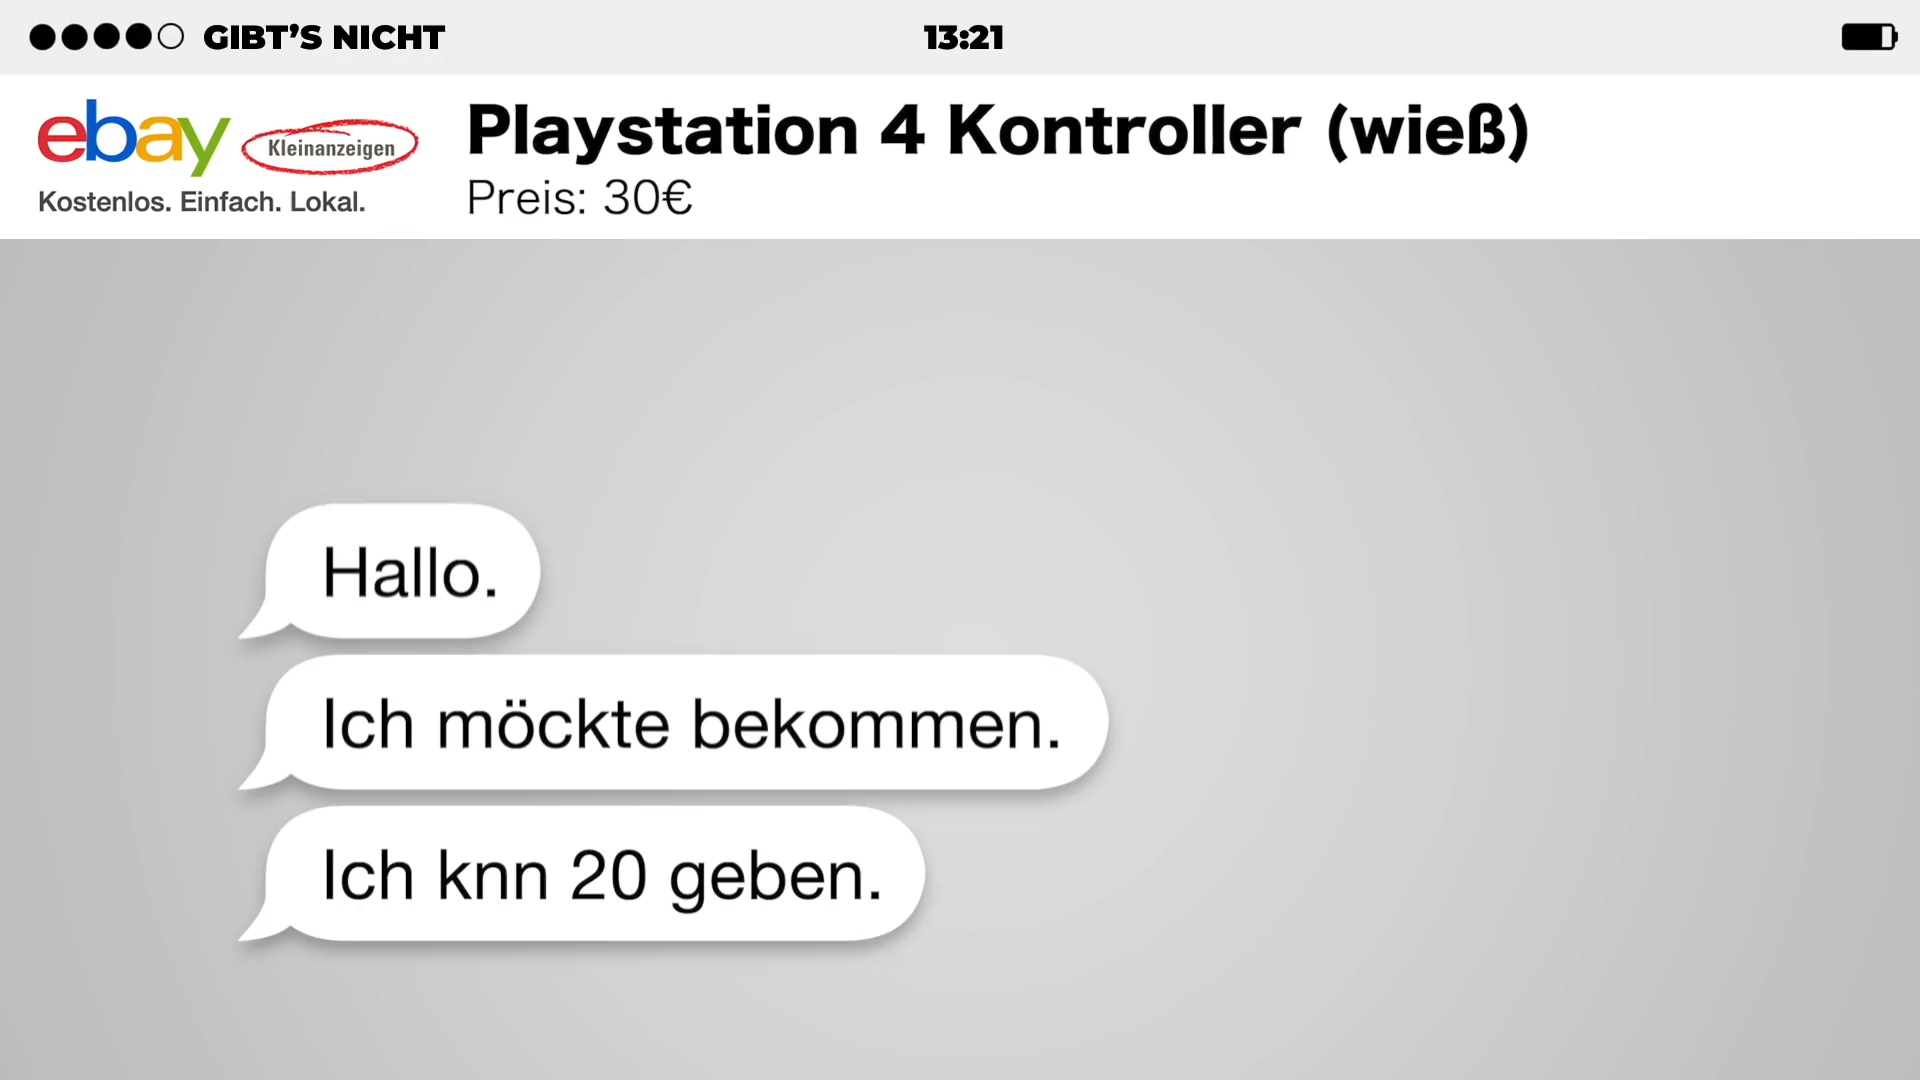 GIBT’S NICHT 13:21
ebay Kleinanzeigen
Kostenlos. Einfach. Lokal.
Playstation 4 Kontroller (wieß)
Preis: 30€
Hallo.
Ich möckte bekommen.
Ich knn 20 geben.